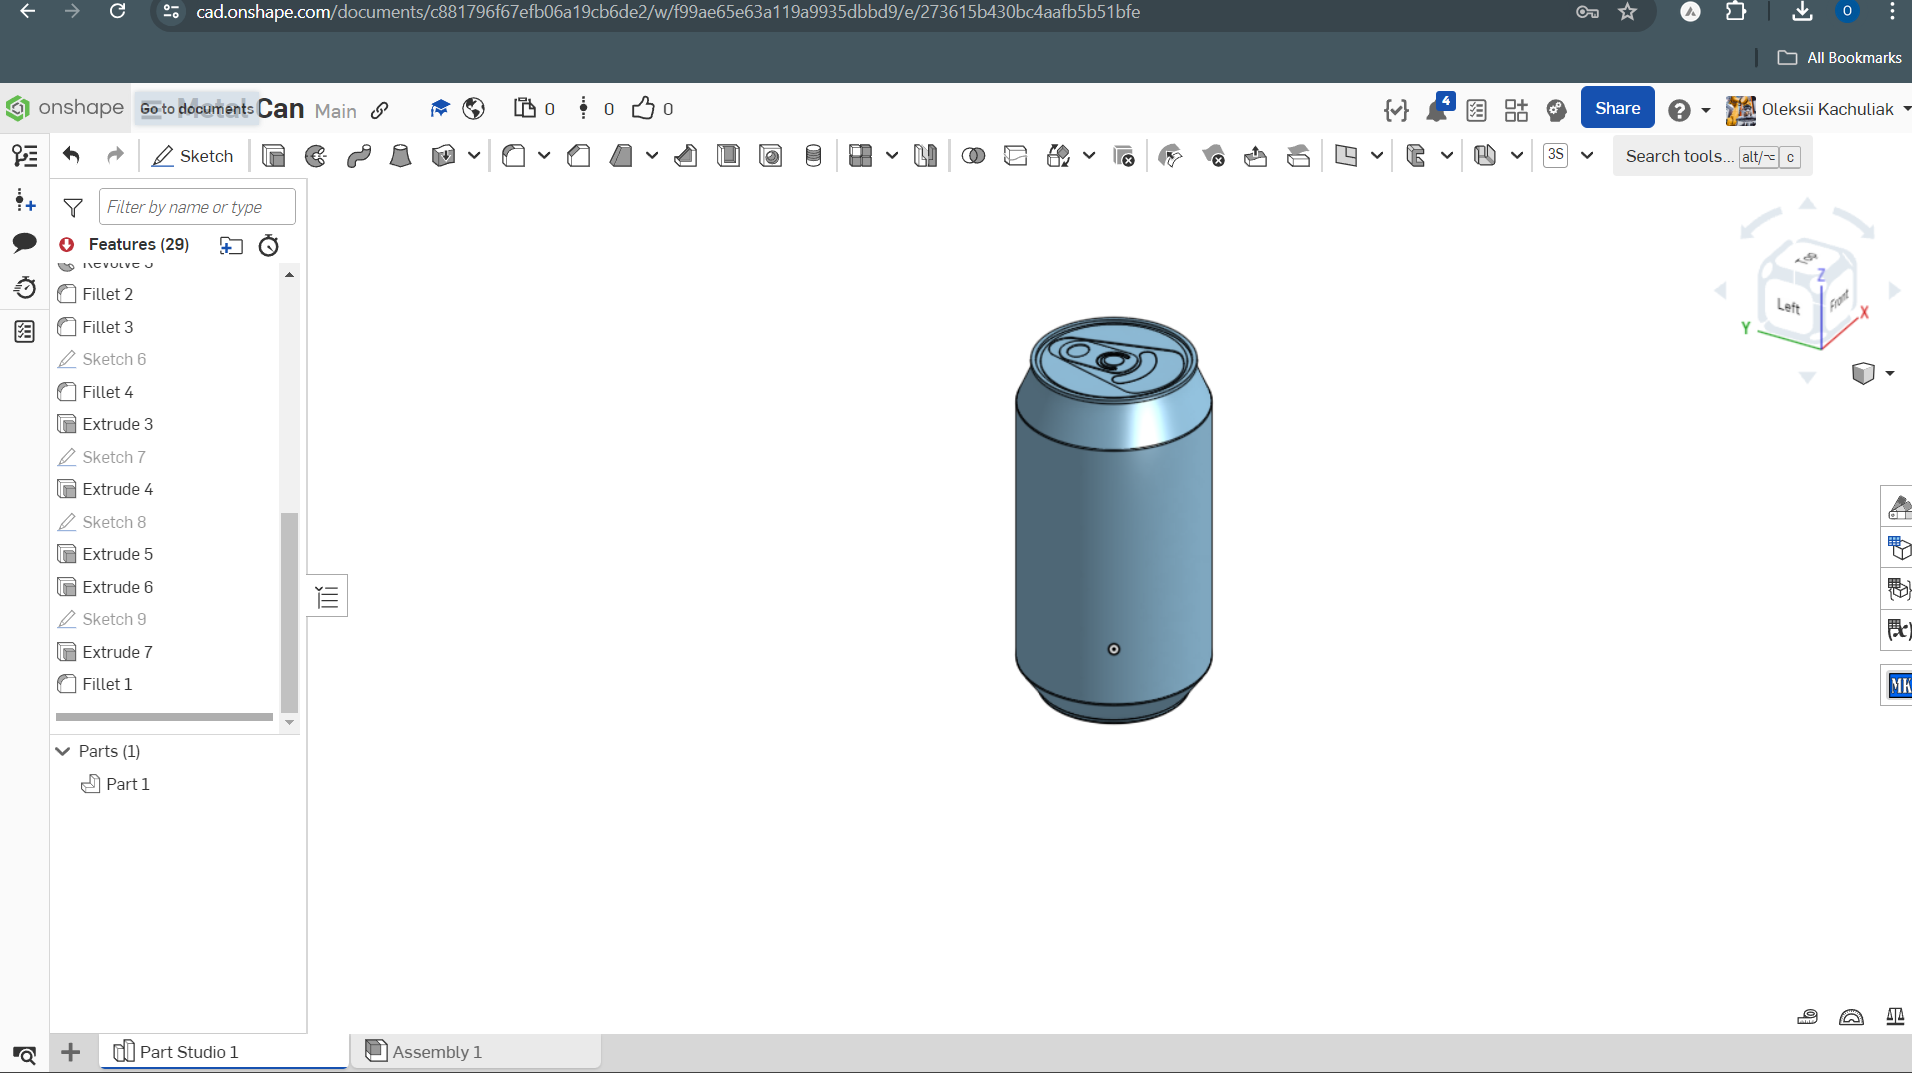 cad.onshape.com/documents/c881796f67efb06a19cb6de2/w/f99ae65e63a119a9935dbbd9/e/273615b430bc4aafb5b51bfe
O
All Bookmarks
onshape
Go to documents
Metal Can
Main
0
0
0
4
Share
Oleksii Kachuliak
Sketch
3S
Search tools... alt/⌥ c
Filter by name or type
Features (29)
Revolve 3
Fillet 2
Fillet 3
Sketch 6
Fillet 4
Extrude 3
Sketch 7
Extrude 4
Sketch 8
Extrude 5
Extrude 6
Sketch 9
Extrude 7
Fillet 1
Parts (1)
Part 1
Top
Z
Left
Front
X
Y
(x)
MK
Part Studio 1
Assembly 1